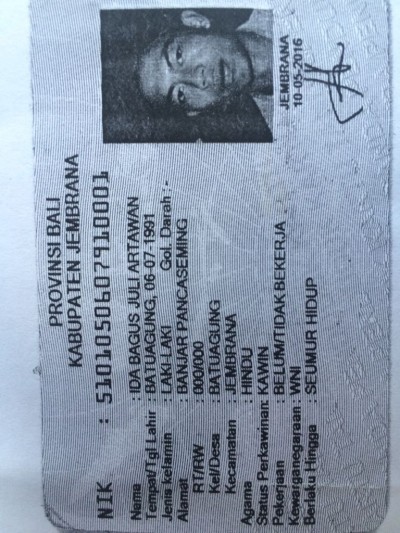 PROVINSI BALI
KABUPATEN JEMBRANA
NIK : 5101050607910001
Nama : IDA BAGUS JULI ARTAWAN
Tempat/Tgl Lahir : BATUAGUNG, 06-07-1991
Jenis kelamin : LAKI-LAKI Gol. Darah : -
Alamat : BANJAR PANCASEMING
RT/RW : 000/000
Kel/Desa : BATUAGUNG
Kecamatan : JEMBRANA
Agama : HINDU
Status Perkawinan: KAWIN
Pekerjaan : BELUM/TIDAK BEKERJA
Kewarganegaraan : WNI
Berlaku Hingga : SEUMUR HIDUP
JEMBRANA
10-05-2016